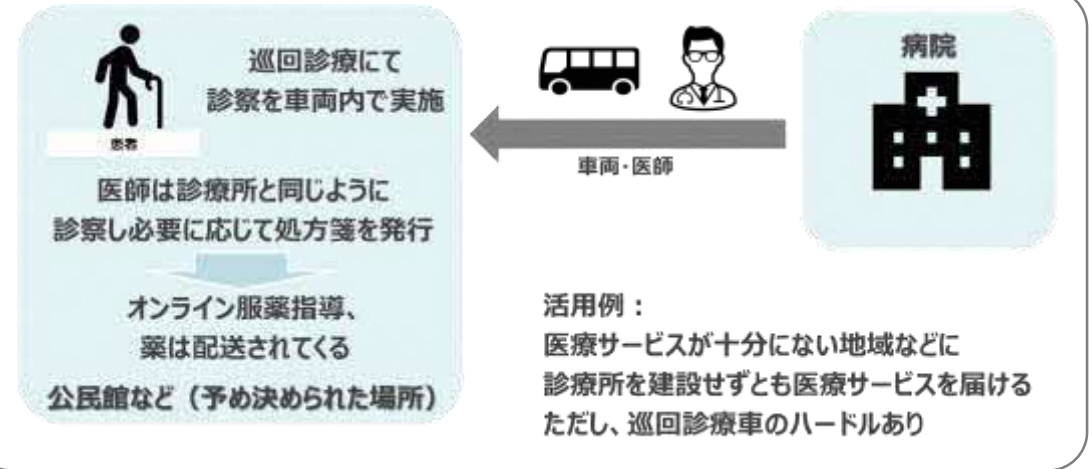 巡回診療にて
診察を車両内で実施
患者
医師は診療所と同じように
診察し必要に応じて処方箋を発行
オンライン服薬指導、
薬は配送されてくる
公民館など（予め決められた場所）
車両・医師
病院
活用例：
医療サービスが十分にない地域などに
診療所を建設せずとも医療サービスを届ける
ただし、巡回診療車のハードルあり